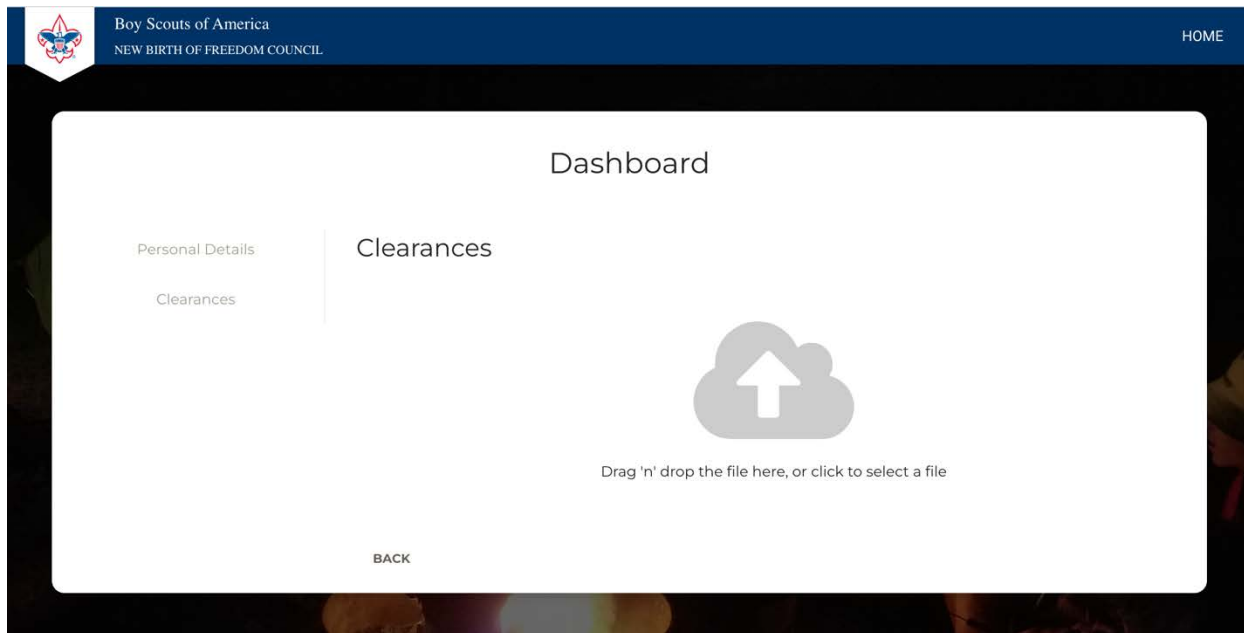 Boy Scouts of America
NEW BIRTH OF FREEDOM COUNCIL
HOME
Dashboard
Personal Details
Clearances
Clearances
Drag 'n' drop the file here, or click to select a file
BACK